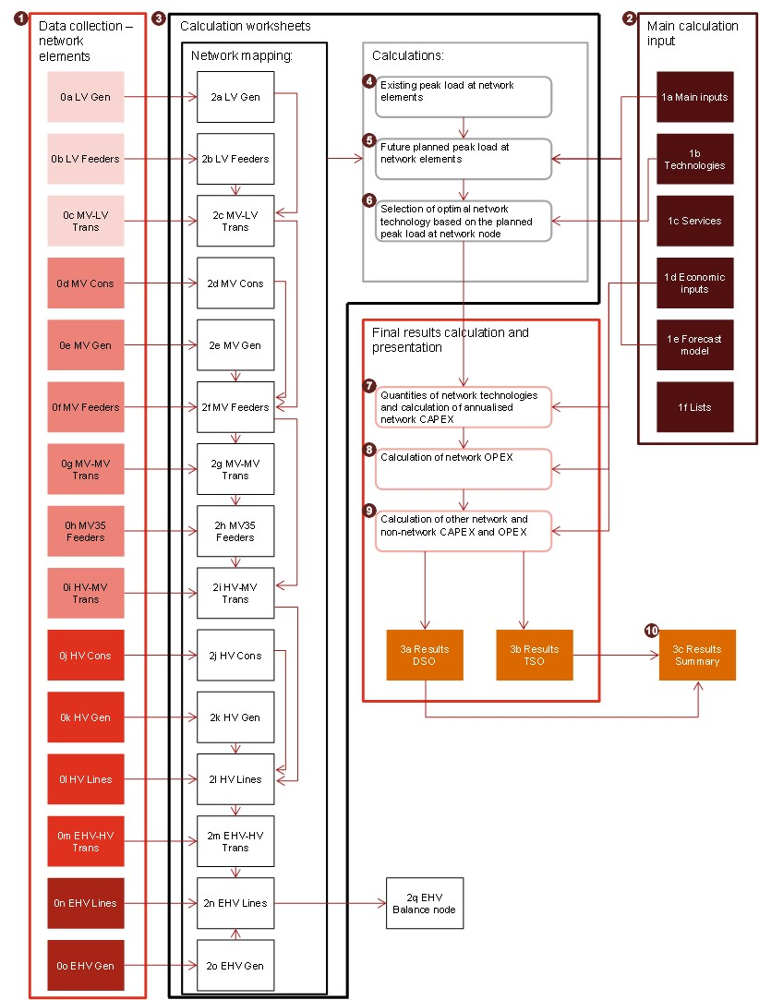 1
Data collection –
network
elements
0a LV Gen
0b LV Feeders
0c MV-LV
Trans
0d MV Cons
0e MV Gen
0f MV Feeders
0g MV-MV
Trans
0h MV35
Feeders
0i HV-MV
Trans
0j HV Cons
0k HV Gen
0l HV Lines
0m EHV-HV
Trans
0n EHV Lines
0o EHV Gen
3
Calculation worksheets
Network mapping:
2a LV Gen
2b LV Feeders
2c MV-LV
Trans
2d MV Cons
2e MV Gen
2f MV Feeders
2g MV-MV
Trans
2h MV35
Feeders
2i HV-MV
Trans
2j HV Cons
2k HV Gen
2l HV Lines
2m EHV-HV
Trans
2n EHV Lines
2o EHV Gen
2q EHV
Balance node
Calculations:
4
Existing peak load at network
elements
5
Future planned peak load at
network elements
6
Selection of optimal network
technology based on the planned
peak load at network node
Final results calculation and
presentation
7
Quantities of network technologies
and calculation of annualised
network CAPEX
8
Calculation of network OPEX
9
Calculation of other network and
non-network CAPEX and OPEX
3a Results
DSO
3b Results
TSO
10
3c Results
Summary
2
Main calculation
input
1a Main inputs
1b
Technologies
1c Services
1d Economic
inputs
1e Forecast
model
1f Lists